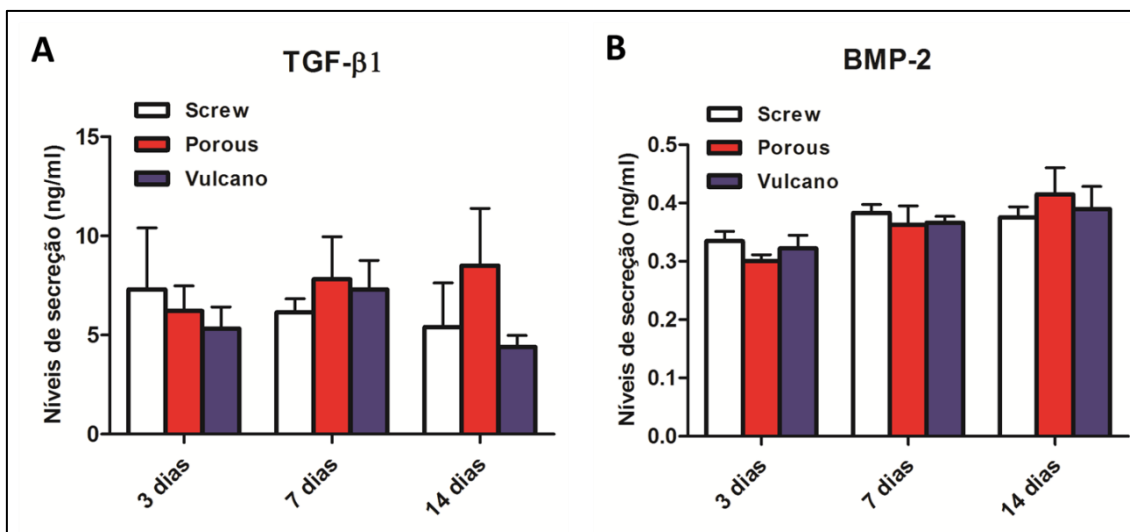 A
TGF-β1
Screw
Porous
Vulcano
Níveis de secreção (ng/ml)
15
10
5
0
3 dias
7 dias
14 dias
B
BMP-2
Screw
Porous
Vulcano
Níveis de secreção (ng/ml)
0.5
0.4
0.3
0.2
0.1
0.0
3 dias
7 dias
14 dias